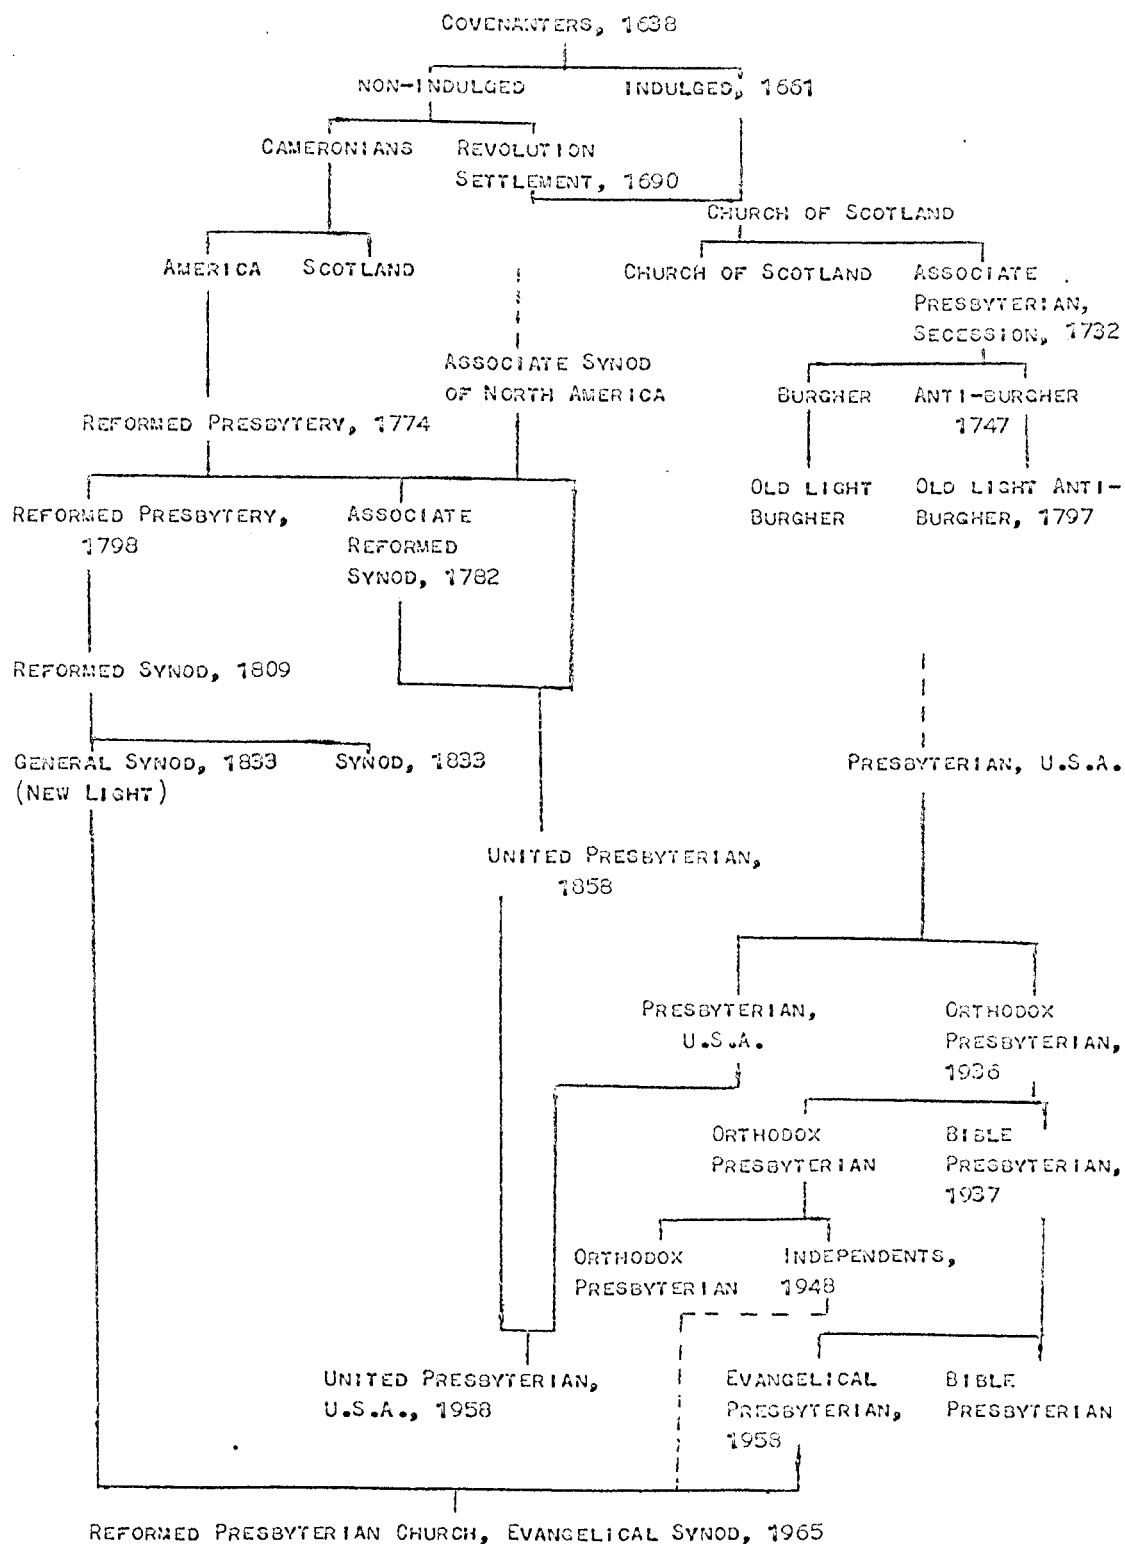 COVENANTERS, 1638
NON-INDULGED INDULGED, 1661
CAMERONIANS REVOLUTION
SETTLEMENT, 1690
CHURCH OF SCOTLAND
AMERICA SCOTLAND CHURCH OF SCOTLAND ASSOCIATE
PRESBYTERIAN,
SECESSION, 1732
ASSOCIATE SYNOD
OF NORTH AMERICA BURGHER ANTI-BURGHER
REFORMED PRESBYTERY, 1774 1747
OLD LIGHT OLD LIGHT ANTI-
REFORMED PRESBYTERY, ASSOCIATE BURGHER BURGHER, 1797
1798 REFORMED
SYNOD, 1782
REFORMED SYNOD, 1809
GENERAL SYNOD, 1833 SYNOD, 1833 PRESBYTERIAN, U.S.A.
(NEW LIGHT)
UNITED PRESBYTERIAN,
1858
PRESBYTERIAN, ORTHODOX
U.S.A. PRESBYTERIAN,
1936
ORTHODOX BIBLE
PRESBYTERIAN PRESBYTERIAN,
1937
ORTHODOX INDEPENDENTS,
PRESBYTERIAN 1948
UNITED PRESBYTERIAN, EVANGELICAL BIBLE
U.S.A., 1958 PRESBYTERIAN, PRESBYTERIAN
1958
REFORMED PRESBYTERIAN CHURCH, EVANGELICAL SYNOD, 1965